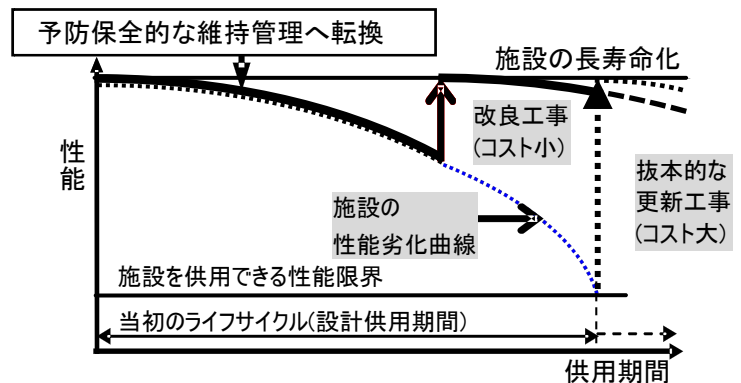 予防保全的な維持管理へ転換
施設の長寿命化
性能
改良工事
(コスト小)
抜本的な
更新工事
(コスト大)
施設の
性能劣化曲線
施設を供用できる性能限界
当初のライフサイクル(設計供用期間)
供用期間